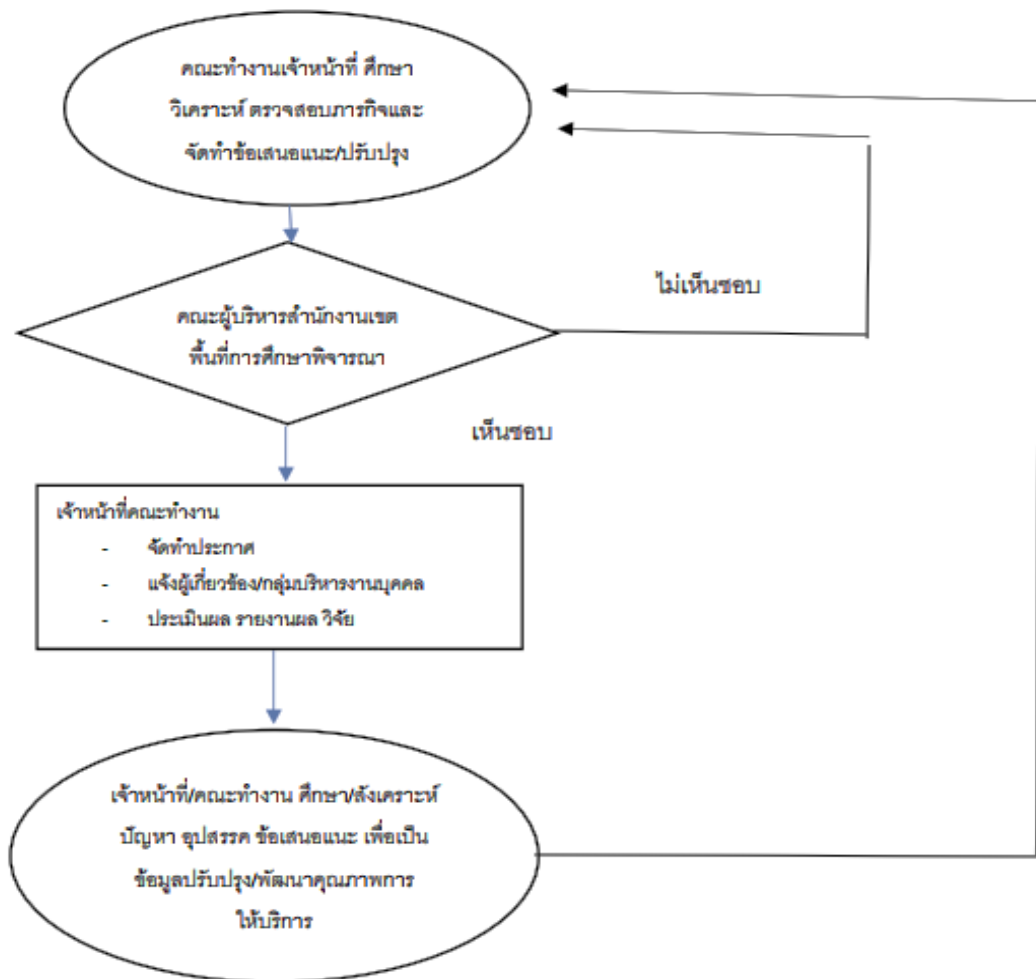 คณะทำงานเจ้าหน้าที่ ศึกษา
วิเคราะห์ ตรวจสอบภารกิจและ
จัดทำข้อเสนอแนะ/ปรับปรุง
ไม่เห็นชอบ
คณะผู้บริหารสำนักงานเขต
พื้นที่การศึกษาพิจารณา
เห็นชอบ
เจ้าหน้าที่คณะทำงาน
- จัดทำประกาศ
- แจ้งผู้เกี่ยวข้อง/กลุ่มบริหารงานบุคคล
- ประเมินผล รายงานผล วิจัย
เจ้าหน้าที่/คณะทำงาน ศึกษา/สังเคราะห์
ปัญหา อุปสรรค ข้อเสนอแนะ เพื่อเป็น
ข้อมูลปรับปรุง/พัฒนาคุณภาพการ
ให้บริการ